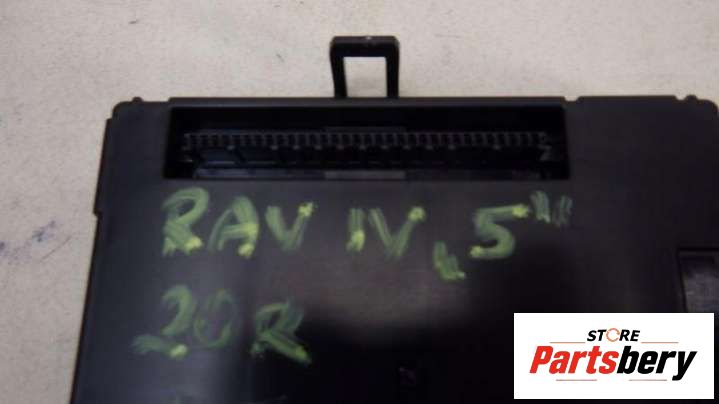 RAV IV „5"
20R
STORE
Partsbery